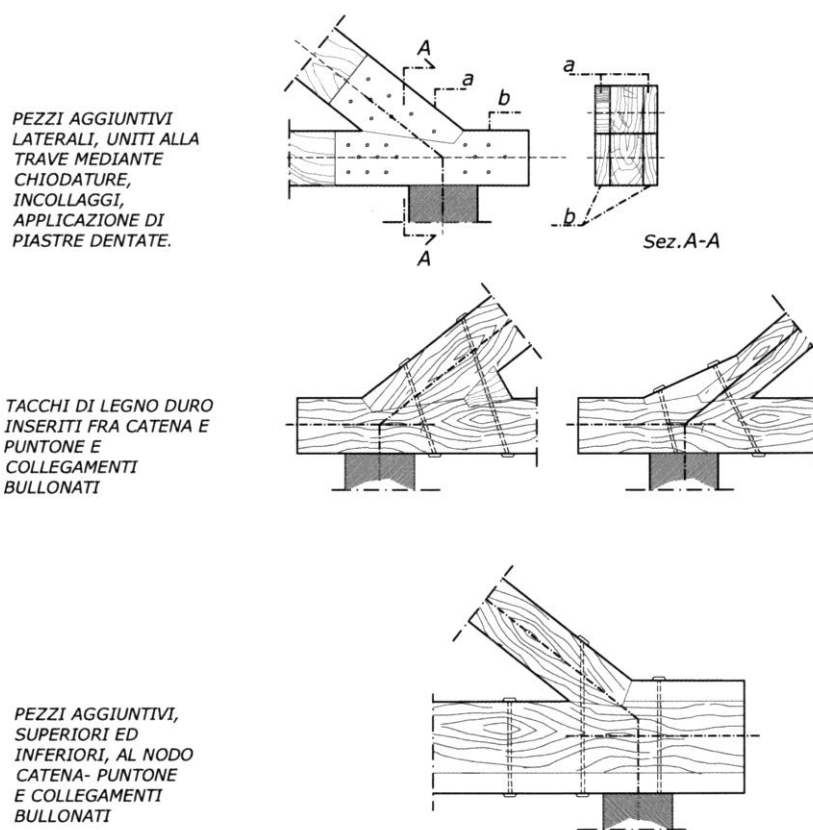 PEZZI AGGIUNTIVI
LATERALI, UNITI ALLA
TRAVE MEDIANTE
CHIODATURE,
INCOLLAGGI,
APPLICAZIONE DI
PIASTRE DENTATE.
A
a
b
A
a
b
Sez.A-A
TACCHI DI LEGNO DURO
INSERITI FRA CATENA E
PUNTONE E
COLLEGAMENTI
BULLONATI
PEZZI AGGIUNTIVI,
SUPERIORI ED
INFERIORI, AL NODO
CATENA- PUNTONE
E COLLEGAMENTI
BULLONATI